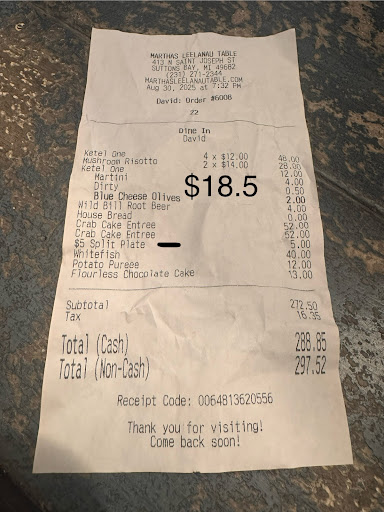 MARTHAS LEELANAU TABLE
413 N SAINT JOSEPH ST
SUTTONS BAY, MI 49682
(231) 271-2344
MARTHASLEELANAUTABLE.COM
Aug 30, 2025 at 7:32 PM
David: Order #6008
22
Dine In
David
Ketel One 4 x $12.00 48.00
Mushroom Risotto 2 x $14.00 28.00
Ketel One 12.00
Martini 4.00
Dirty 0.50
Blue Cheese Olives 2.00
$18.5
Wild Bill Root Beer 4.00
House Bread 0.00
Crab Cake Entree 52.00
Crab Cake Entree 52.00
$5 Split Plate 5.00
Whitefish 40.00
Potato Pureee 12.00
Flourless Chocolate Cake 13.00
Subtotal 272.50
Tax 16.35
Total (Cash) 288.85
Total (Non-Cash) 297.52
Receipt Code: 0064813620556
Thank you for visiting!
Come back soon!